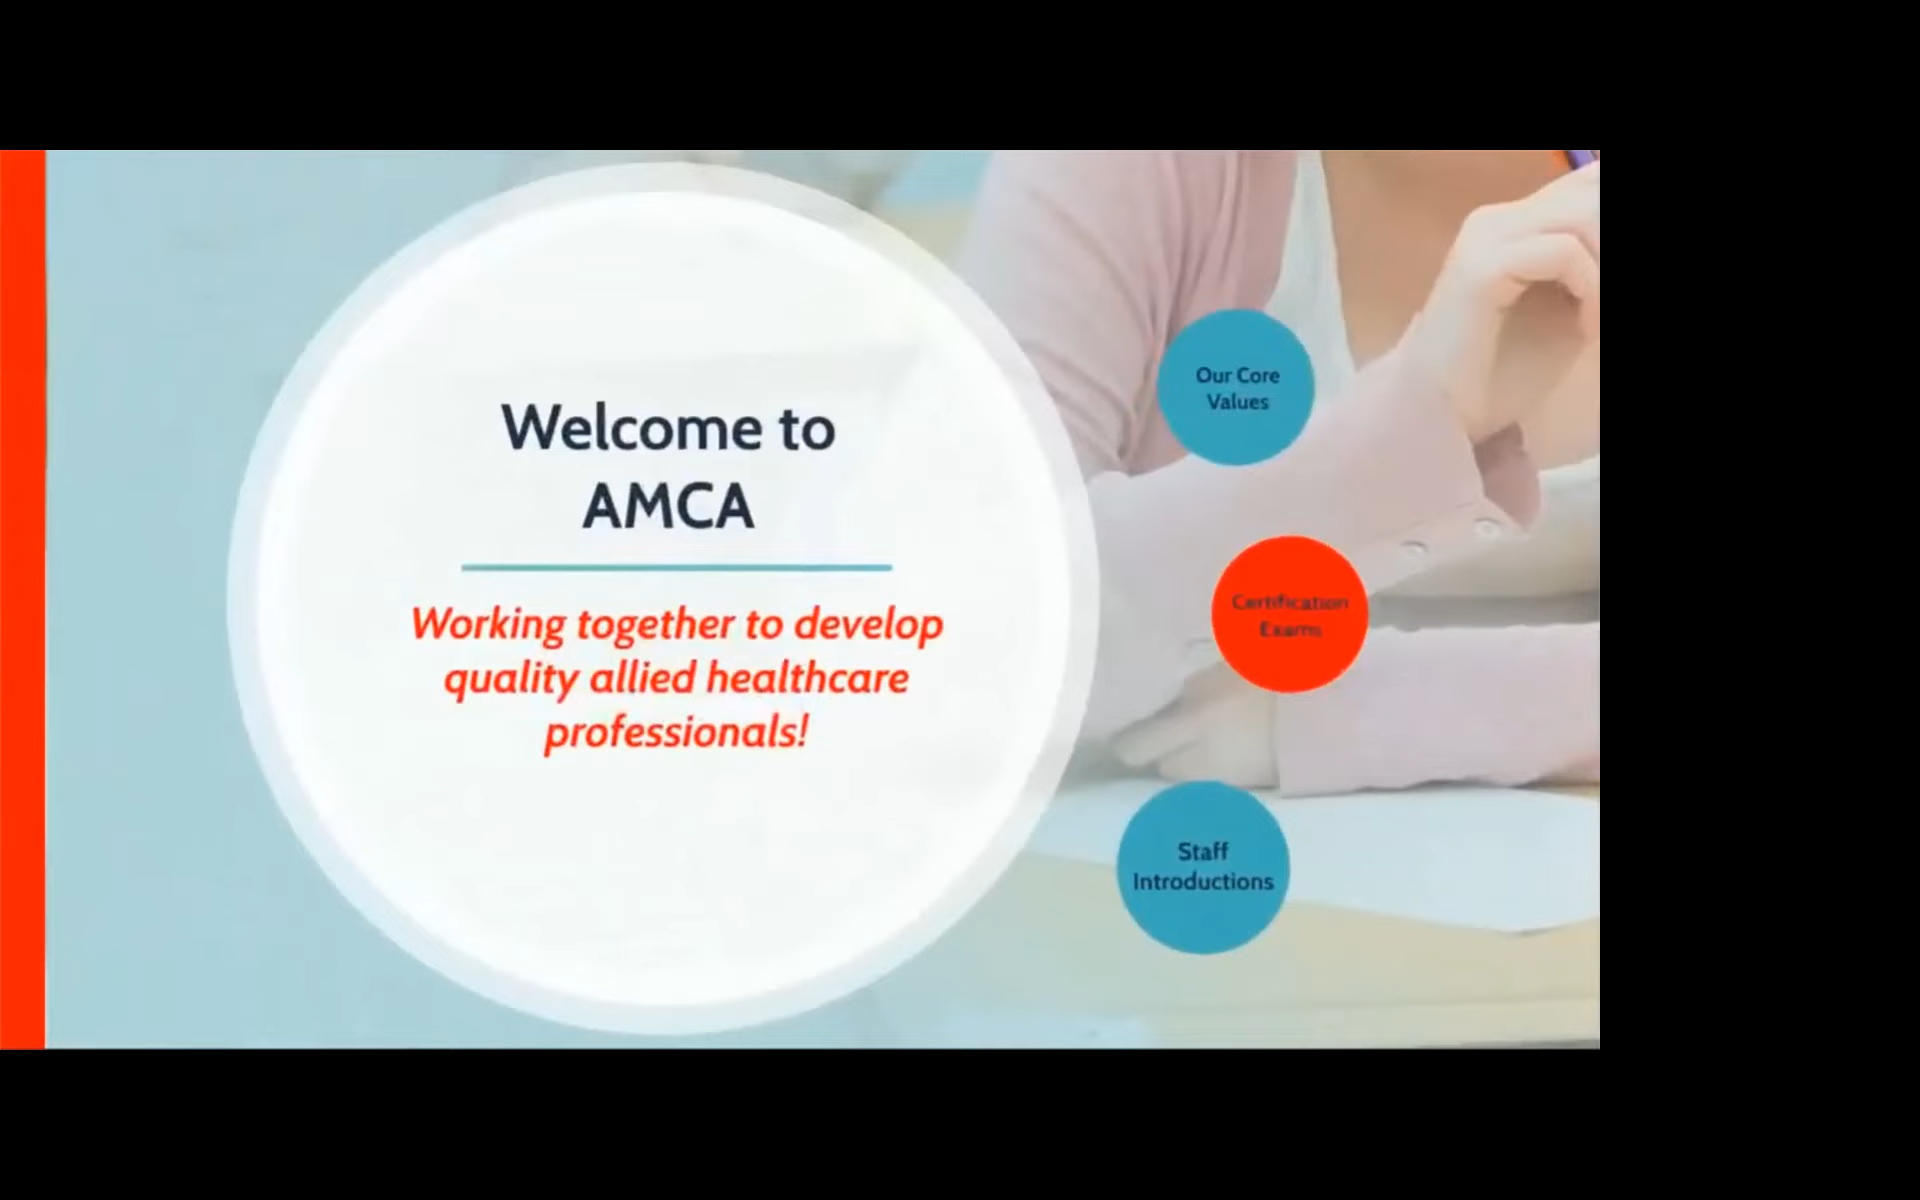 Welcome to
AMCA
Working together to develop
quality allied healthcare
professionals!
Our Core
Values
Certification
Exams
Staff
Introductions